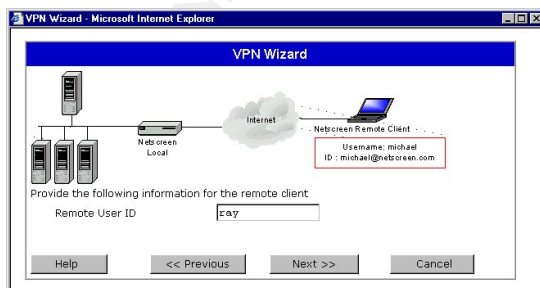 VPN Wizard - Microsoft Internet Explorer
VPN Wizard
Internet
Netscreen Remote Client
Netscreen
Local
Username: michael
ID : michael@netscreen.com
Provide the following information for the remote client
Remote User ID
ray
Help
<< Previous
Next >>
Cancel